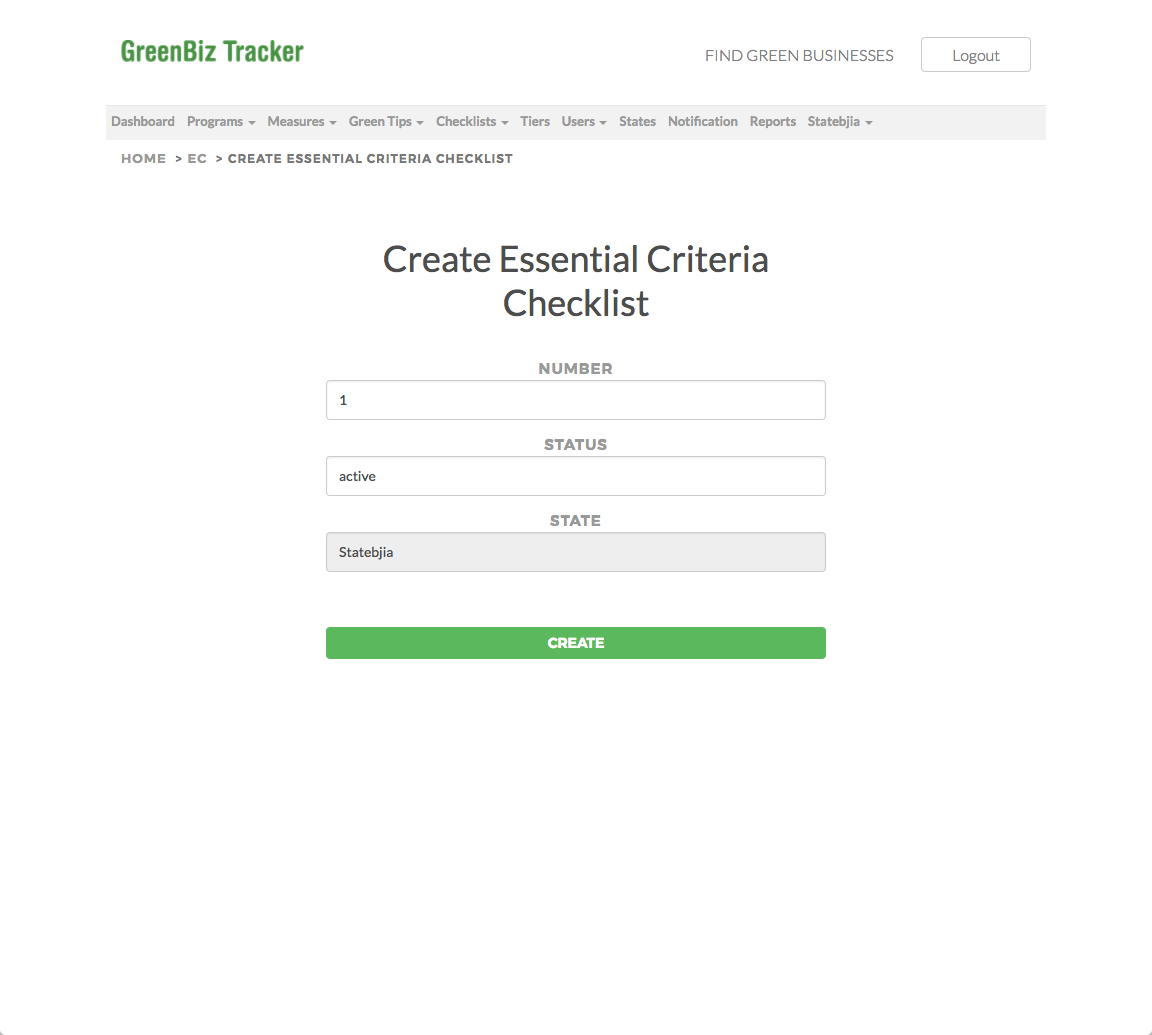 GreenBiz Tracker
FIND GREEN BUSINESSES
Logout
Dashboard Programs Measures Green Tips Checklists Tiers Users States Notification Reports Statebjia
HOME > EC > CREATE ESSENTIAL CRITERIA CHECKLIST
Create Essential Criteria
Checklist
NUMBER
1
STATUS
active
STATE
Statebjia
CREATE